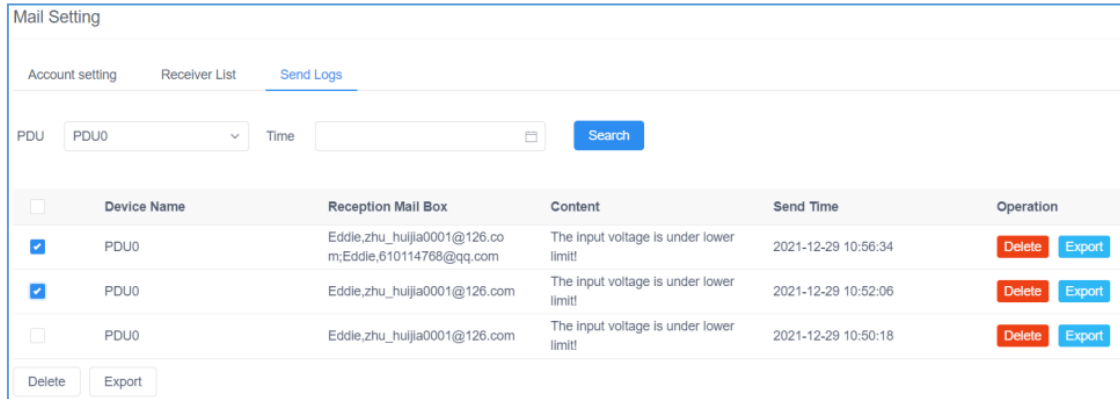 Mail Setting
Account setting Receiver List Send Logs
PDU PDU0 Time Search
Device Name Reception Mail Box Content Send Time Operation
PDU0 Eddie,zhu_huijia0001@126.co The input voltage is under lower 2021-12-29 10:56:34 Delete Export
m;Eddie,610114768@qq.com limit!
PDU0 Eddie,zhu_huijia0001@126.com The input voltage is under lower 2021-12-29 10:52:06 Delete Export
limit!
PDU0 Eddie,zhu_huijia0001@126.com The input voltage is under lower 2021-12-29 10:50:18 Delete Export
limit!
Delete Export